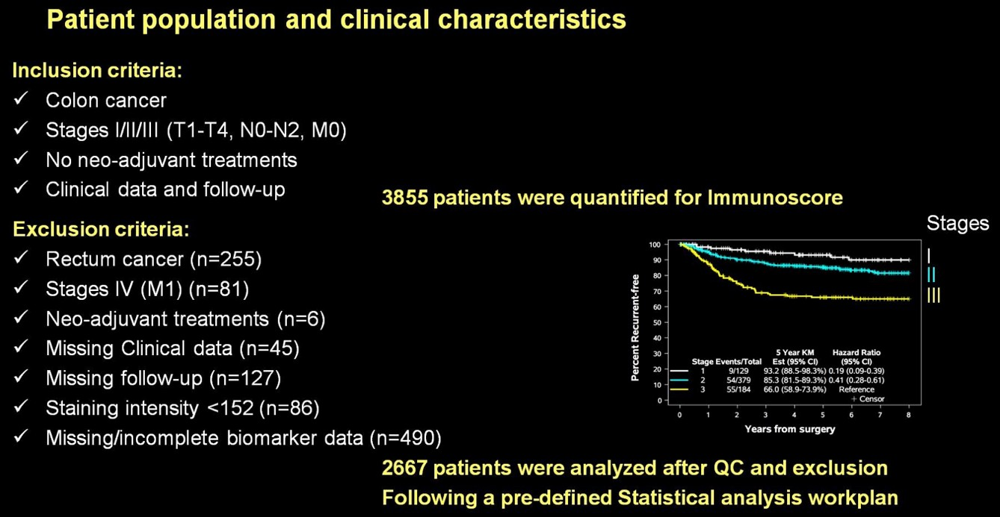 Patient population and clinical characteristics
Inclusion criteria:
✓ Colon cancer
✓ Stages I/II/III (T1-T4, N0-N2, M0)
✓ No neo-adjuvant treatments
✓ Clinical data and follow-up
3855 patients were quantified for Immunoscore
Exclusion criteria:
✓ Rectum cancer (n=255)
✓ Stages IV (M1) (n=81)
✓ Neo-adjuvant treatments (n=6)
✓ Missing Clinical data (n=45)
✓ Missing follow-up (n=127)
✓ Staining intensity <152 (n=86)
✓ Missing/incomplete biomarker data (n=490)
Stages
I
II
III
Percent Recurrent-free
100
90
80
70
60
50
40
30
20
10
0
5 Year KM Hazard Ratio
Stage Events/Total Est (95% CI) (95% CI)
1 9/129 93.2 (88.5-98.3%) 0.19 (0.09-0.39)
2 54/379 85.3 (81.5-89.3%) 0.41 (0.28-0.61)
3 55/184 66.0 (58.9-73.9%) Reference
+ Censor
0 1 2 3 4 5 6 7 8
Years from surgery
2667 patients were analyzed after QC and exclusion
Following a pre-defined Statistical analysis workplan